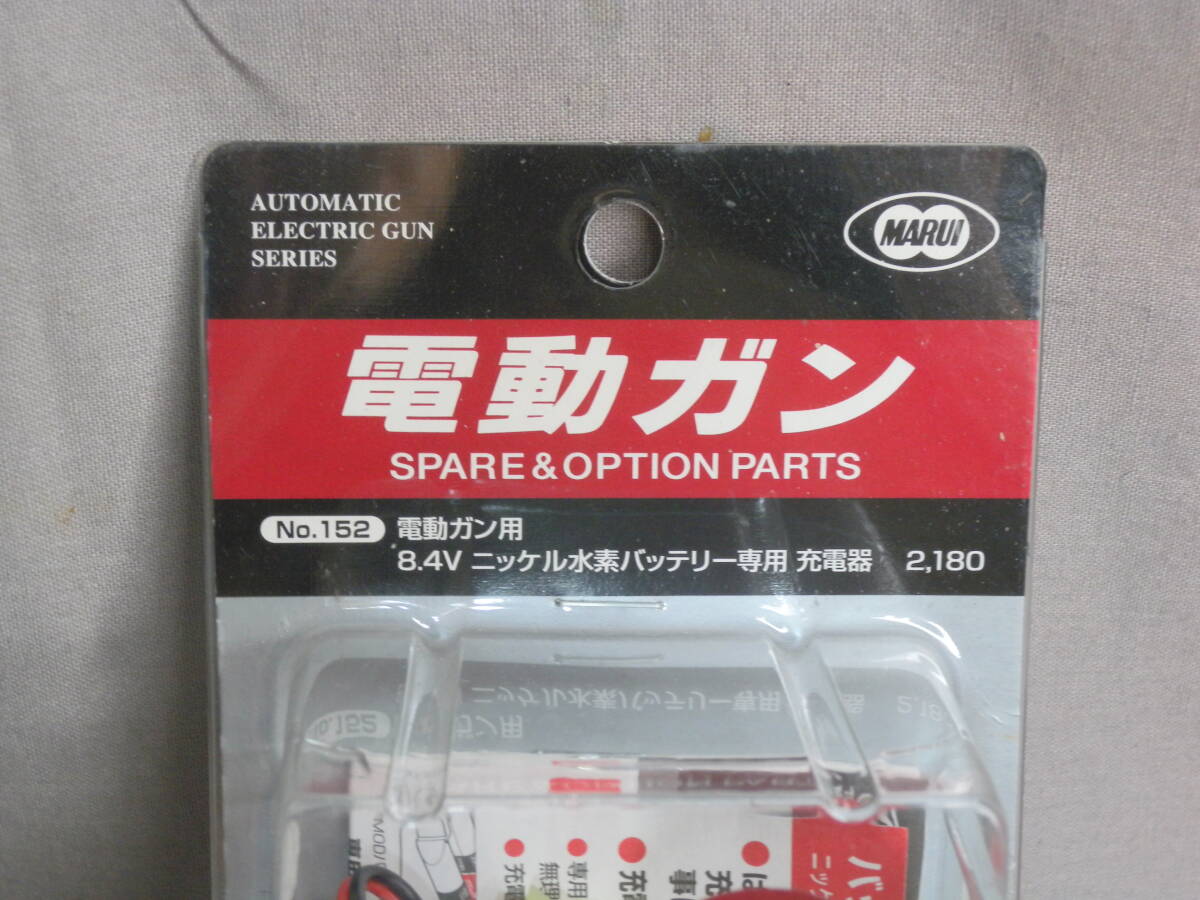 AUTOMATIC
ELECTRIC GUN
SERIES
MARUI
電動ガン
SPARE & OPTION PARTS
No.152 電動ガン用
8.4V ニッケル水素バッテリー専用 充電器 2,180